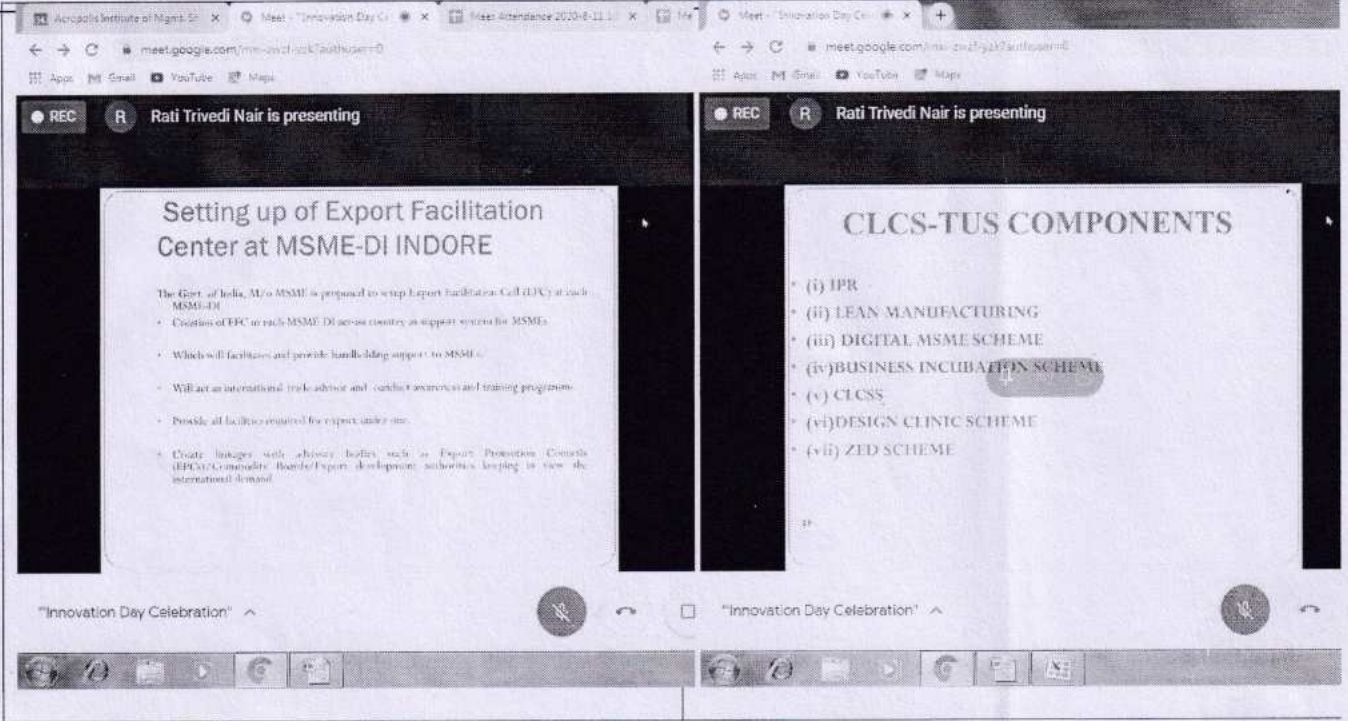 Acropolis Institute of Mgmt. St
Meet - "Innovation Day Ce
Meet Attendance 2020-8-11 1
Me
meet.google.com/
Apps Gmail YouTube Maps
REC
R
Rati Trivedi Nair is presenting
Setting up of Export Facilitation
Center at MSME-DI INDORE
The Govt. of India, M/o MSME is proposed to setup Export Facilitation Cell (EFC) at each
MSME-DI
• Creation of EFC in each MSME DI across country as support system for MSMEs
• Which will facilitates and provide handholding support to MSMEs.
• Will act as international trade advisor and conduct awareness and training programs
• Provide all facilities required for export under one.
• Create linkages with advisory bodies such as Export Promotion Councils
(EPCs)/Commodity Boards/Export development authorities keeping in view the
international demand
"Innovation Day Celebration"
Meet - "Innovation Day Ce
meet.google.com/
Apps Gmail YouTube Maps
REC
R
Rati Trivedi Nair is presenting
CLCS-TUS COMPONENTS
• (i) IPR
• (ii) LEAN MANUFACTURING
• (iii) DIGITAL MSME SCHEME
• (iv)BUSINESS INCUBATION SCHEME
• (v) CLCSS
• (vi)DESIGN CLINIC SCHEME
• (vii) ZED SCHEME
"Innovation Day Celebration"